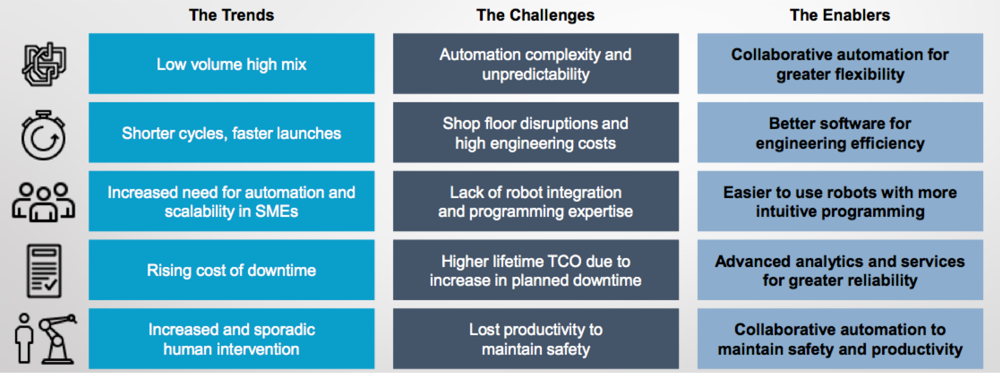 The Trends
The Challenges
The Enablers
Low volume high mix
Automation complexity and
unpredictability
Collaborative automation for
greater flexibility
Shorter cycles, faster launches
Shop floor disruptions and
high engineering costs
Better software for
engineering efficiency
Increased need for automation and
scalability in SMEs
Lack of robot integration
and programming expertise
Easier to use robots with more
intuitive programming
Rising cost of downtime
Higher lifetime TCO due to
increase in planned downtime
Advanced analytics and services
for greater reliability
Increased and sporadic
human intervention
Lost productivity to
maintain safety
Collaborative automation to
maintain safety and productivity